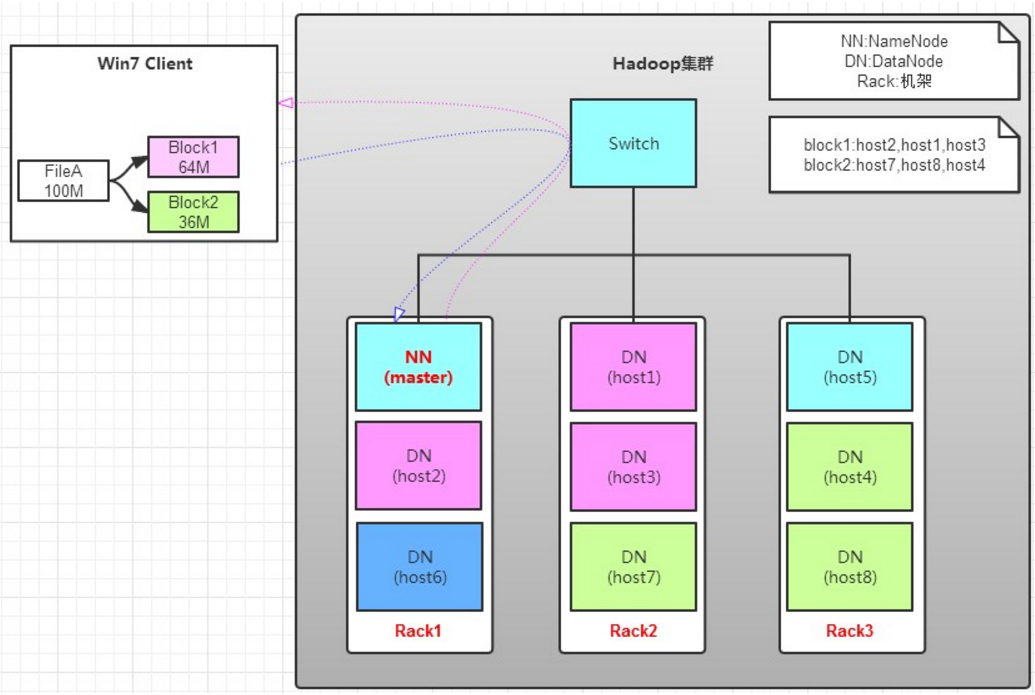 Win7 Client
FileA
100M
Block1
64M
Block2
36M
Hadoop集群
Switch
NN:NameNode
DN:DataNode
Rack:机架
block1:host2,host1,host3
block2:host7,host8,host4
NN
(master)
DN
(host2)
DN
(host6)
Rack1
DN
(host1)
DN
(host3)
DN
(host7)
Rack2
DN
(host5)
DN
(host4)
DN
(host8)
Rack3